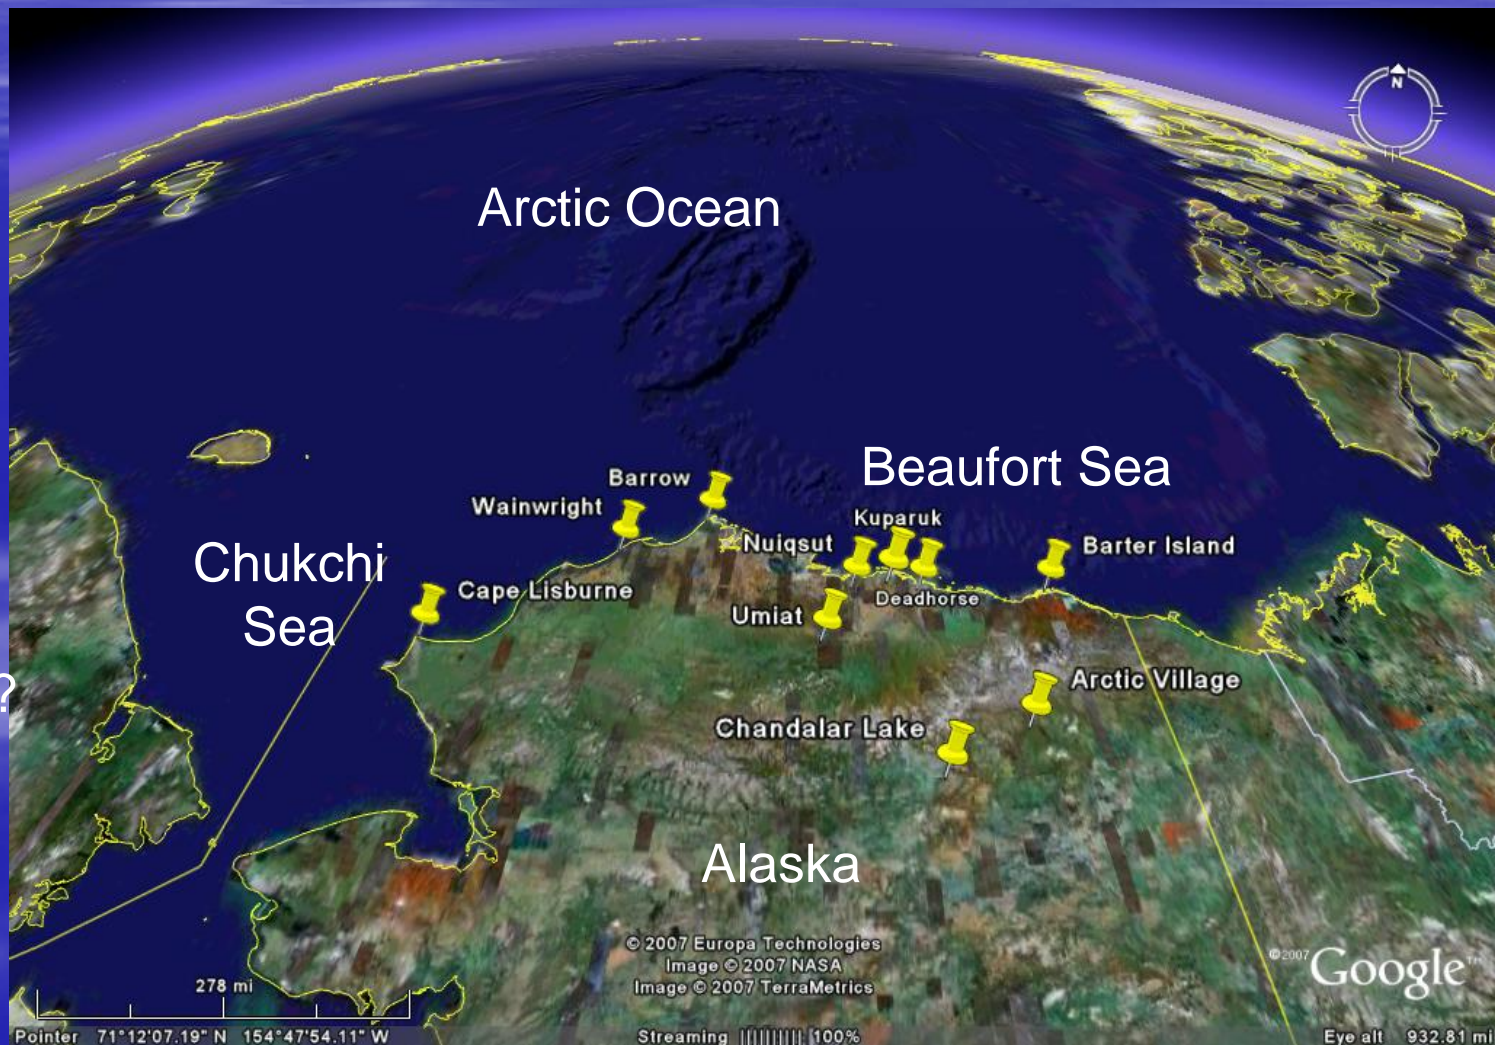 N
Arctic Ocean
Beaufort Sea
Barrow
Wainwright
Kuparuk
Nuiqsut
Barter Island
Chukchi
Sea
Cape Lisburne
Deadhorse
Umiat
?
Arctic Village
Chandalar Lake
Alaska
© 2007 Europa Technologies
Image © 2007 NASA
Image © 2007 TerraMetrics
©2007 Google™
278 mi
Pointer 71°12'07.19" N 154°47'54.11" W
Streaming |||||||||| 100%
Eye alt 932.81 mi